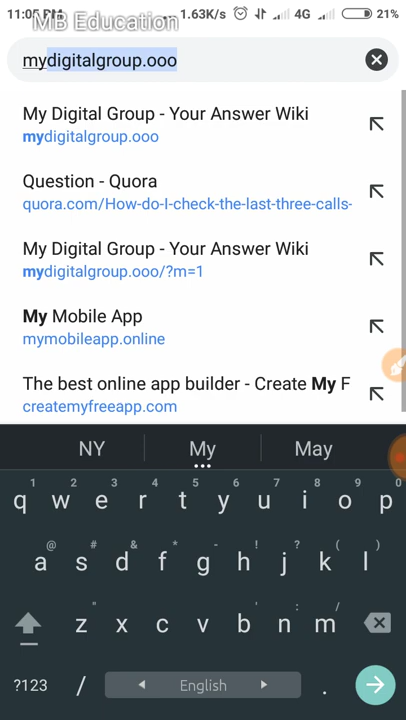 11:05 PM 1.63K/s 4G 21%
MB Education
mydigitalgroup.ooo
My Digital Group - Your Answer Wiki
mydigitalgroup.ooo
Question - Quora
quora.com/How-do-I-check-the-last-three-calls-
My Digital Group - Your Answer Wiki
mydigitalgroup.ooo/?m=1
My Mobile App
mymobileapp.online
The best online app builder - Create My F
createmyfreeapp.com
NY My May
1 2 3 4 5 6 7 8 9 0
q w e r t y u i o p
@ # & * - ! ? ( )
a s d f g h j k l
" ' : /
z x c v b n m
?123 / English .